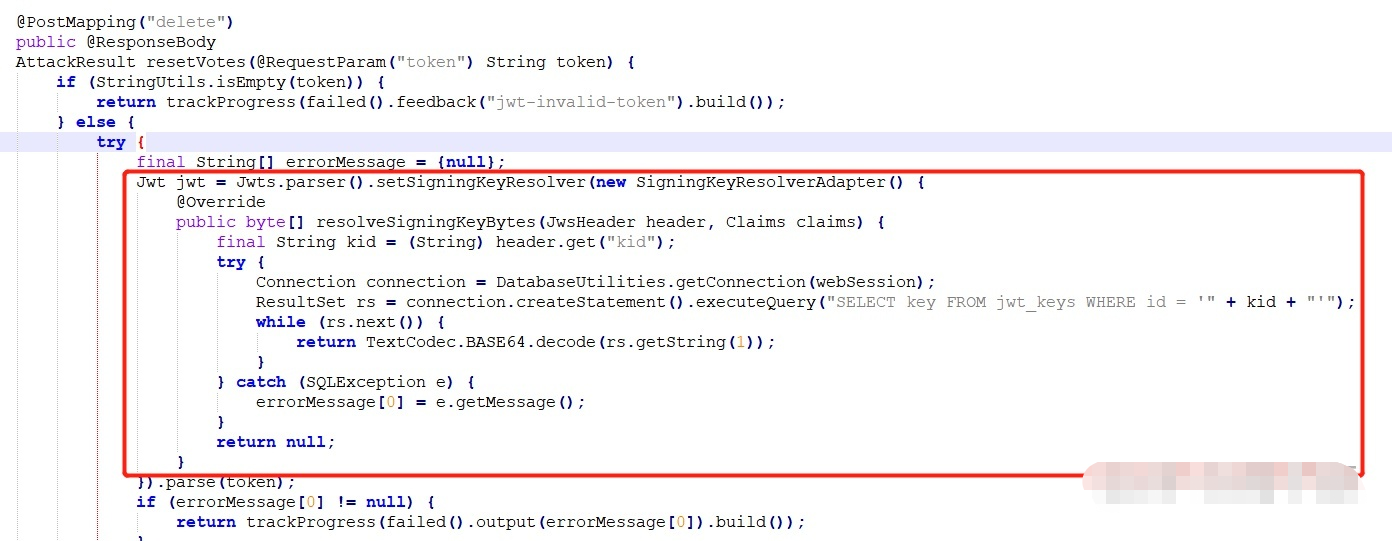 @PostMapping("delete")
public @ResponseBody
AttackResult resetVotes(@RequestParam("token") String token) {
if (StringUtils.isEmpty(token)) {
return trackProgress(failed().feedback("jwt-invalid-token").build());
} else {
try {
final String[] errorMessage = {null};
Jwt jwt = Jwts.parser().setSigningKeyResolver(new SigningKeyResolverAdapter() {
@Override
public byte[] resolveSigningKeyBytes(JwsHeader header, Claims claims) {
final String kid = (String) header.get("kid");
try {
Connection connection = DatabaseUtilities.getConnection(webSession);
ResultSet rs = connection.createStatement().executeQuery("SELECT key FROM jwt_keys WHERE id = '" + kid + "'");
while (rs.next()) {
return TextCodec.BASE64.decode(rs.getString(1));
}
} catch (SQLException e) {
errorMessage[0] = e.getMessage();
}
return null;
}
}).parse(token);
if (errorMessage[0] != null) {
return trackProgress(failed().output(errorMessage[0]).build());